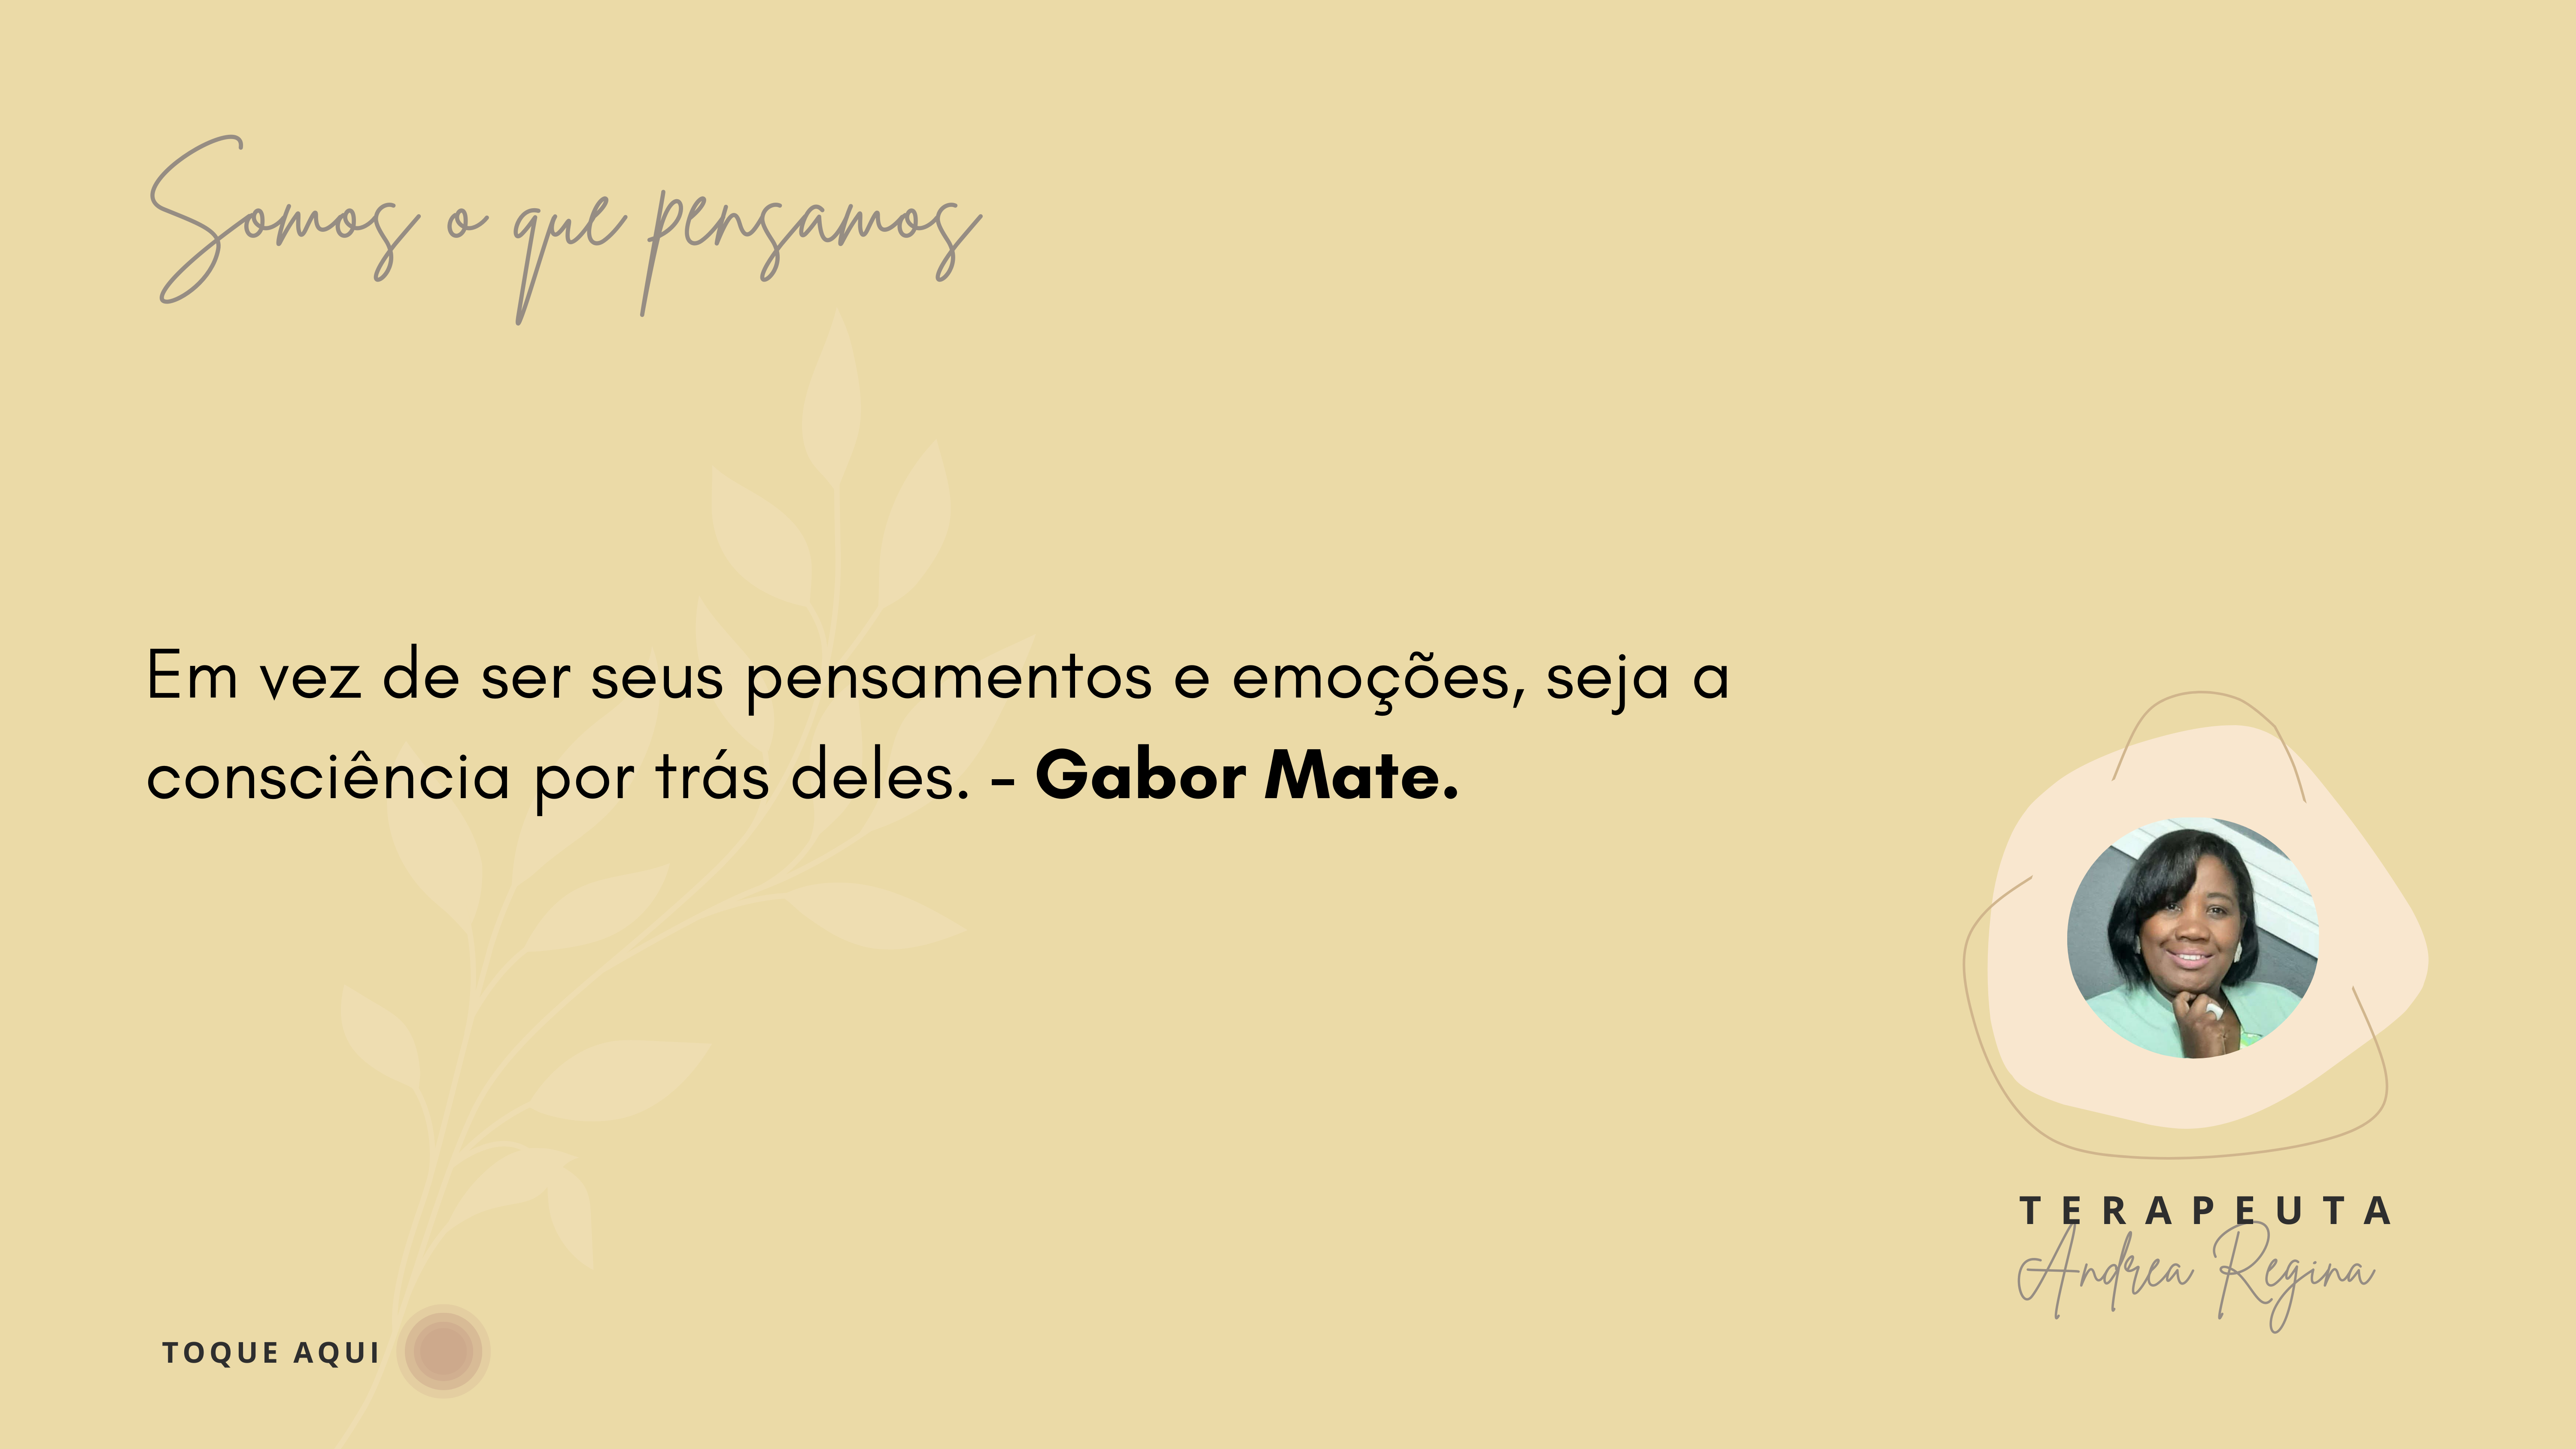 Somos o que pensamos
Em vez de ser seus pensamentos e emoções, seja a
consciência por trás deles. - Gabor Mate.
TERAPEUTA
Andrea Regina
TOQUE AQUI